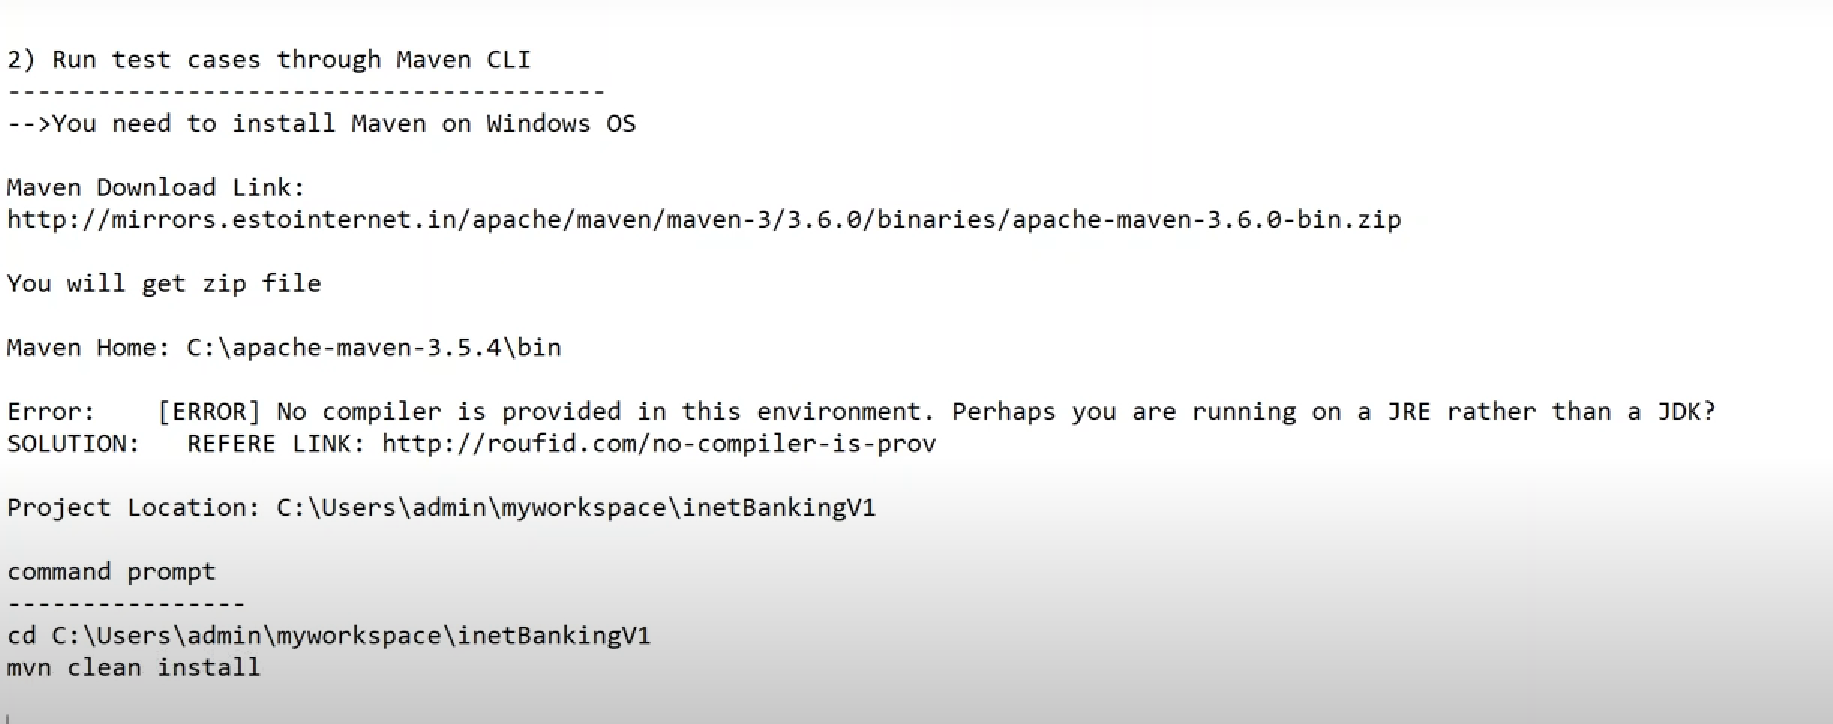 2) Run test cases through Maven CLI
----------------------------------------
-->You need to install Maven on Windows OS
Maven Download Link:
http://mirrors.estointernet.in/apache/maven/maven-3/3.6.0/binaries/apache-maven-3.6.0-bin.zip
You will get zip file
Maven Home: C:\apache-maven-3.5.4\bin
Error:    [ERROR] No compiler is provided in this environment. Perhaps you are running on a JRE rather than a JDK?
SOLUTION:   REFERE LINK: http://roufid.com/no-compiler-is-prov
Project Location: C:\Users\admin\myworkspace\inetBankingV1
command prompt
----------------
cd C:\Users\admin\myworkspace\inetBankingV1
mvn clean install